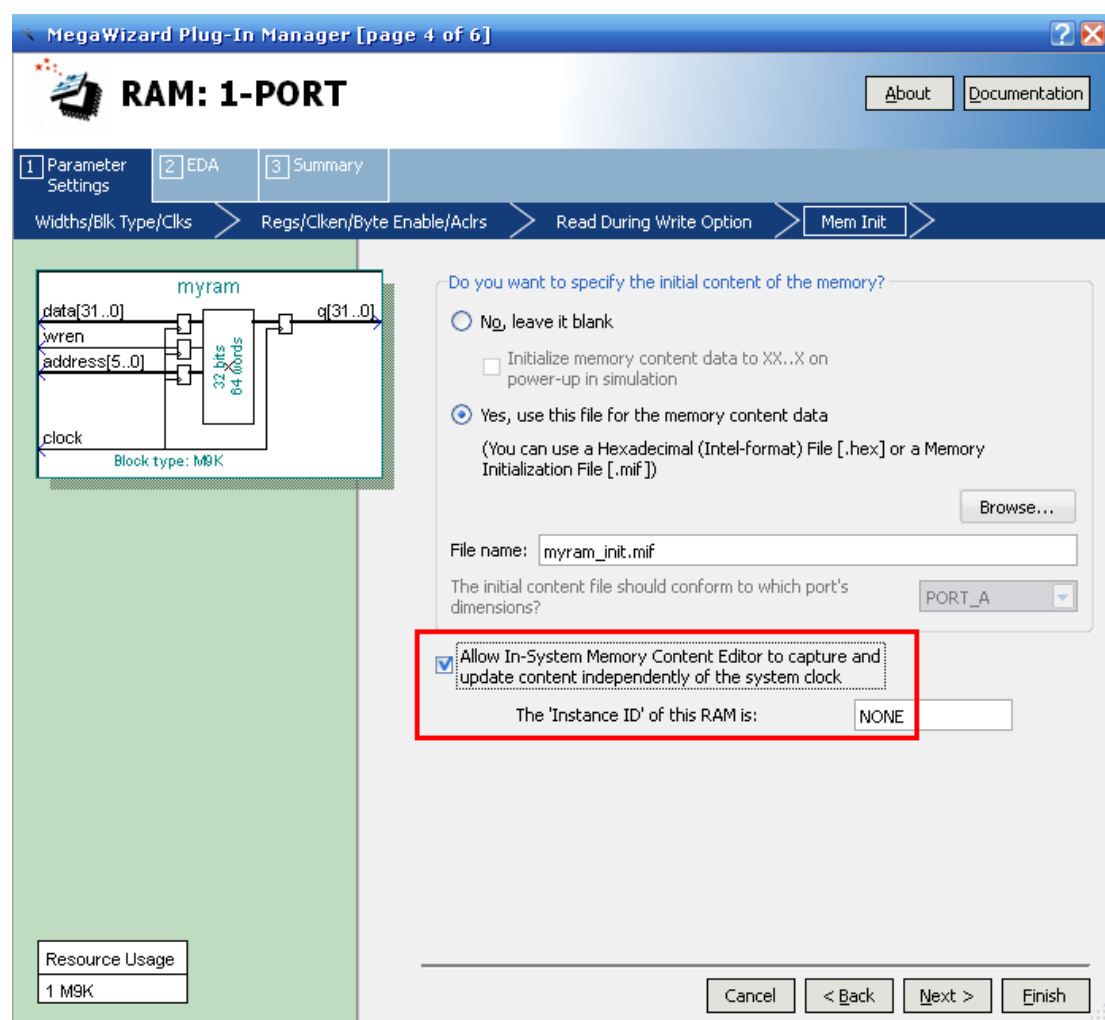 MegaWizard Plug-In Manager [page 4 of 6]
RAM: 1-PORT
About
Documentation
1 Parameter Settings
2 EDA
3 Summary
Widths/Blk Type/Clks
Regs/Clken/Byte Enable/Aclrs
Read During Write Option
Mem Init
myram
data[31..0]
q[31..0]
wren
address[5..0]
32 bits
64 words
clock
Block type: M9K
Do you want to specify the initial content of the memory?
No, leave it blank
Initialize memory content data to XX..X on
power-up in simulation
Yes, use this file for the memory content data
(You can use a Hexadecimal (Intel-format) File [.hex] or a Memory
Initialization File [.mif])
Browse...
File name: myram_init.mif
The initial content file should conform to which port's
dimensions?
PORT_A
Allow In-System Memory Content Editor to capture and
update content independently of the system clock
The 'Instance ID' of this RAM is: NONE
Resource Usage
1 M9K
Cancel
< Back
Next >
Finish